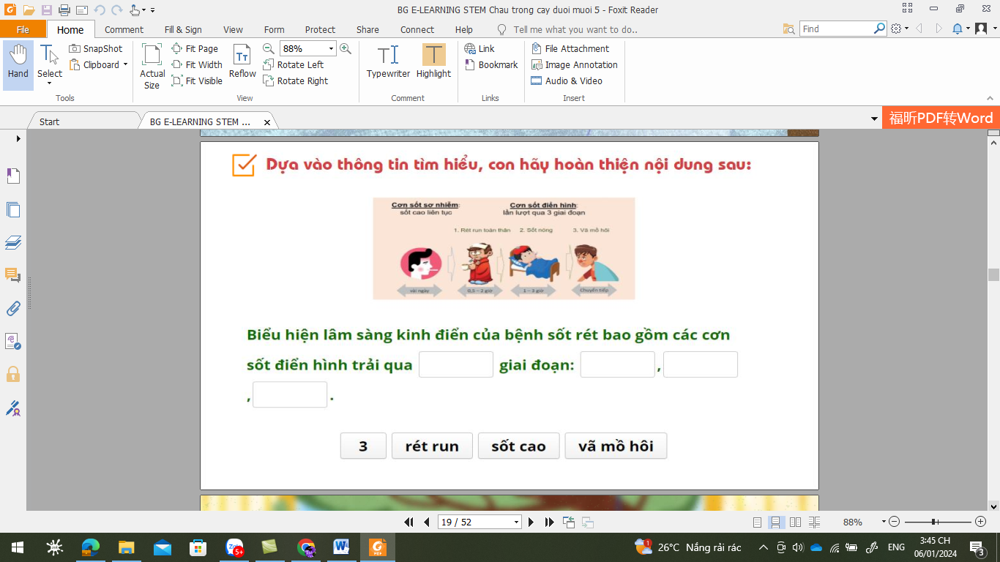 BG E-LEARNING STEM Chau trong cay duoi muoi 5 - Foxit Reader
File Home Comment Fill & Sign View Form Protect Share Connect Help Tell me what you want to do.. Find
Hand
Select
SnapShot
Clipboard
Tools
Actual Size
Fit Page
Fit Width
Fit Visible
Reflow
88%
Rotate Left
Rotate Right
View
Typewriter
Highlight
Comment
Link
Bookmark
Links
File Attachment
Image Annotation
Audio & Video
Insert
Start
BG E-LEARNING STEM ...
福昕PDF转Word
Dựa vào thông tin tìm hiểu, con hãy hoàn thiện nội dung sau:
Cơn sốt sơ nhiễm: Cơn sốt điển hình:
sốt cao liên tục lần lượt qua 3 giai đoạn
1. Rét run toàn thân 2. Sốt nóng 3. Vã mồ hôi
vài ngày 0,5 – 2 giờ 1 – 3 giờ Chuyển tiếp
Biểu hiện lâm sàng kinh điển của bệnh sốt rét bao gồm các cơn
sốt điển hình trải qua giai đoạn: ,
, .
3 rét run sốt cao vã mồ hôi
19 / 52
88%
26°C Nắng rải rác
ENG
3:45 CH
06/01/2024
3
1
Zalo
5+
PDF